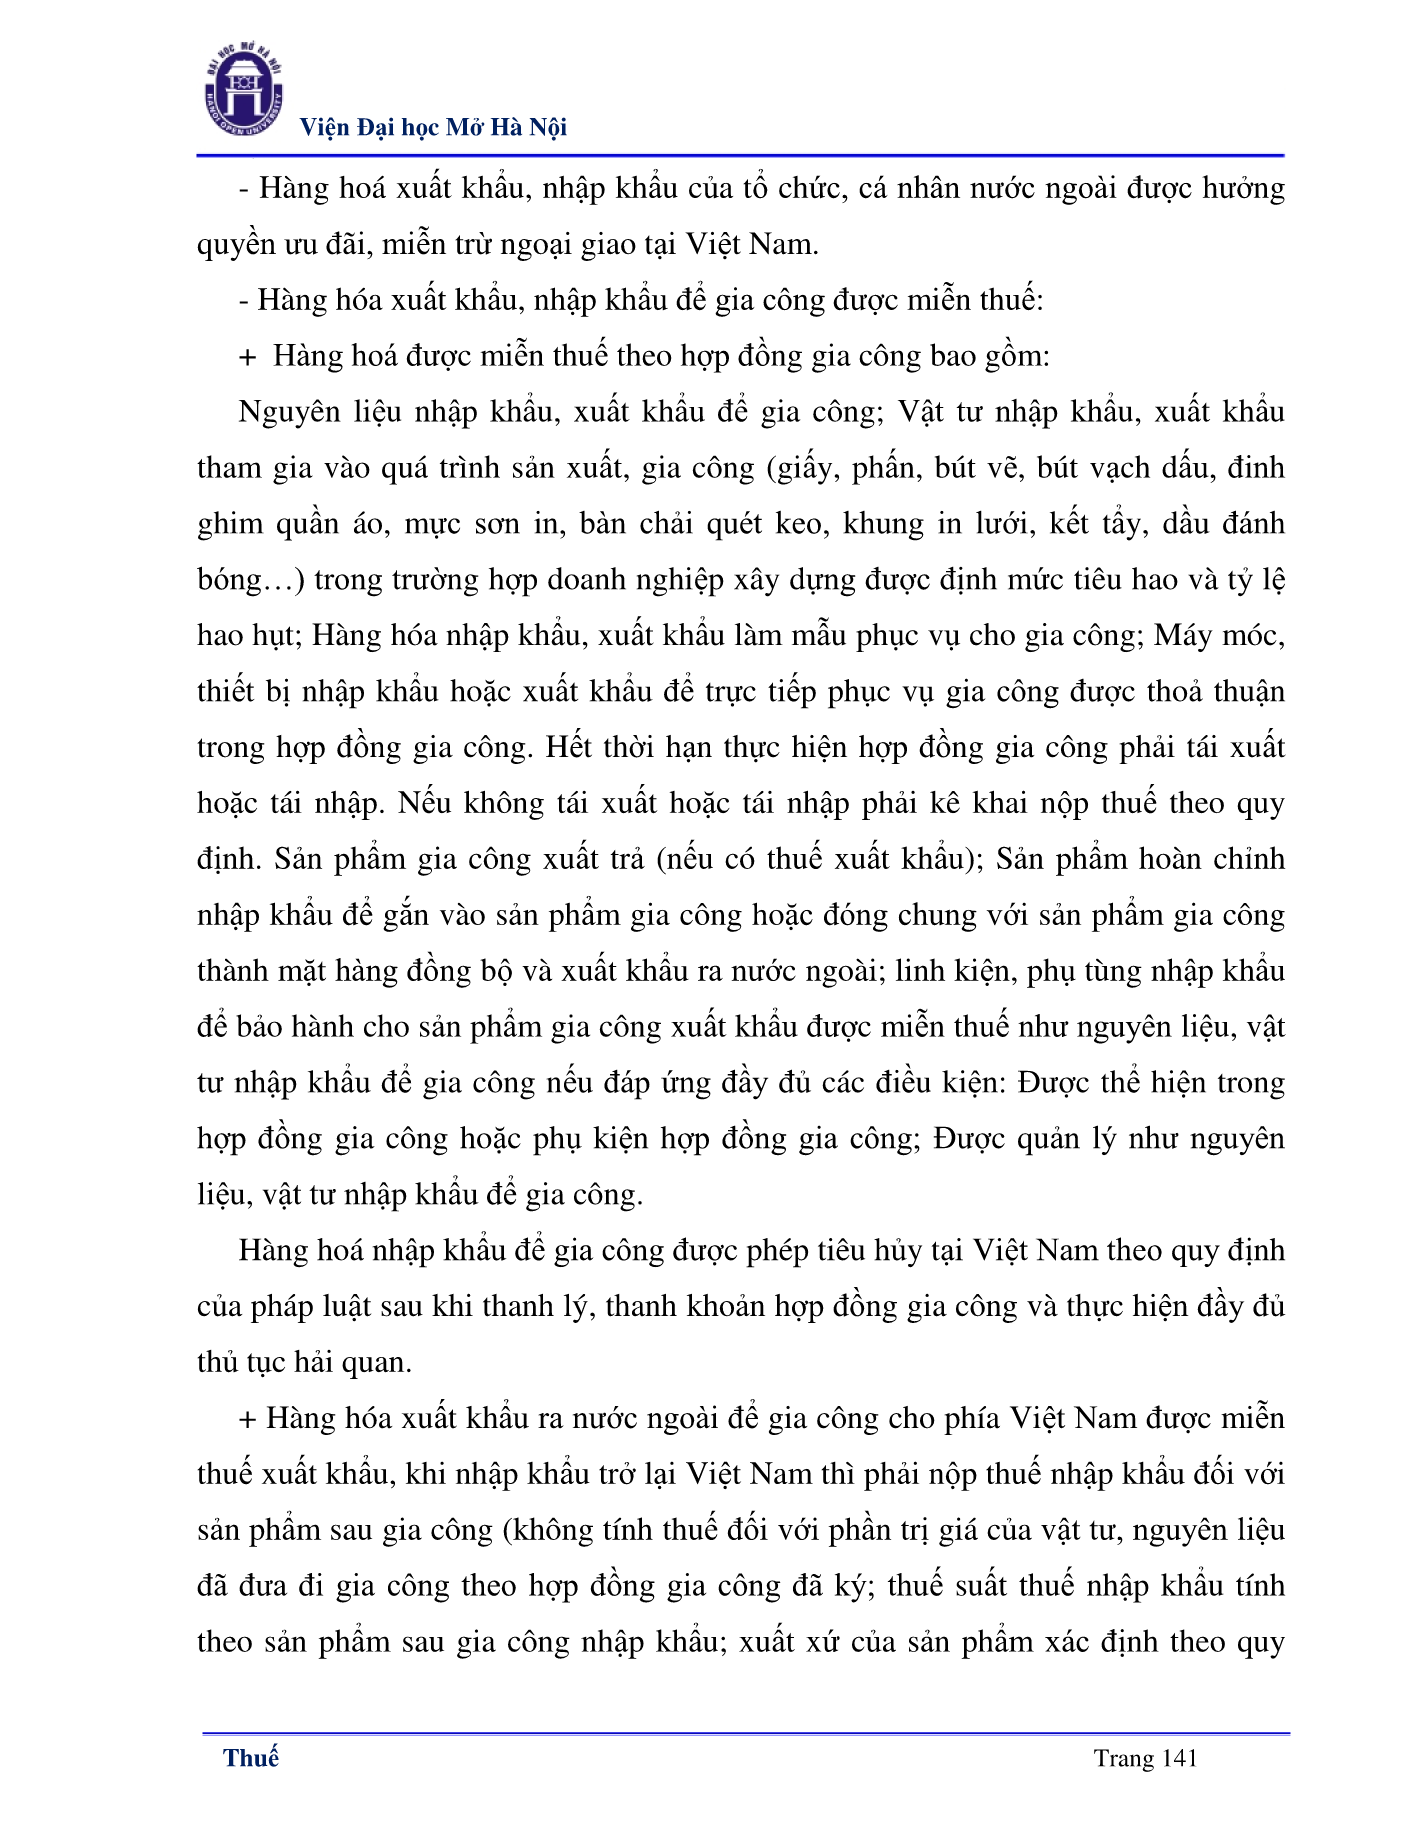 ĐẠI HỌC MỞ HÀ NỘI
HANOI OPEN UNIVERSITY
Viện Đại học Mở Hà Nội
- Hàng hoá xuất khẩu, nhập khẩu của tổ chức, cá nhân nước ngoài được hưởng
quyền ưu đãi, miễn trừ ngoại giao tại Việt Nam.
- Hàng hóa xuất khẩu, nhập khẩu để gia công được miễn thuế:
+ Hàng hoá được miễn thuế theo hợp đồng gia công bao gồm:
Nguyên liệu nhập khẩu, xuất khẩu để gia công; Vật tư nhập khẩu, xuất khẩu
tham gia vào quá trình sản xuất, gia công (giấy, phấn, bút vẽ, bút vạch dấu, đinh
ghim quần áo, mực sơn in, bàn chải quét keo, khung in lưới, kết tẩy, dầu đánh
bóng…) trong trường hợp doanh nghiệp xây dựng được định mức tiêu hao và tỷ lệ
hao hụt; Hàng hóa nhập khẩu, xuất khẩu làm mẫu phục vụ cho gia công; Máy móc,
thiết bị nhập khẩu hoặc xuất khẩu để trực tiếp phục vụ gia công được thoả thuận
trong hợp đồng gia công. Hết thời hạn thực hiện hợp đồng gia công phải tái xuất
hoặc tái nhập. Nếu không tái xuất hoặc tái nhập phải kê khai nộp thuế theo quy
định. Sản phẩm gia công xuất trả (nếu có thuế xuất khẩu); Sản phẩm hoàn chỉnh
nhập khẩu để gắn vào sản phẩm gia công hoặc đóng chung với sản phẩm gia công
thành mặt hàng đồng bộ và xuất khẩu ra nước ngoài; linh kiện, phụ tùng nhập khẩu
để bảo hành cho sản phẩm gia công xuất khẩu được miễn thuế như nguyên liệu, vật
tư nhập khẩu để gia công nếu đáp ứng đầy đủ các điều kiện: Được thể hiện trong
hợp đồng gia công hoặc phụ kiện hợp đồng gia công; Được quản lý như nguyên
liệu, vật tư nhập khẩu để gia công.
Hàng hoá nhập khẩu để gia công được phép tiêu hủy tại Việt Nam theo quy định
của pháp luật sau khi thanh lý, thanh khoản hợp đồng gia công và thực hiện đầy đủ
thủ tục hải quan.
+ Hàng hóa xuất khẩu ra nước ngoài để gia công cho phía Việt Nam được miễn
thuế xuất khẩu, khi nhập khẩu trở lại Việt Nam thì phải nộp thuế nhập khẩu đối với
sản phẩm sau gia công (không tính thuế đối với phần trị giá của vật tư, nguyên liệu
đã đưa đi gia công theo hợp đồng gia công đã ký; thuế suất thuế nhập khẩu tính
theo sản phẩm sau gia công nhập khẩu; xuất xứ của sản phẩm xác định theo quy
Thuế
Trang 141